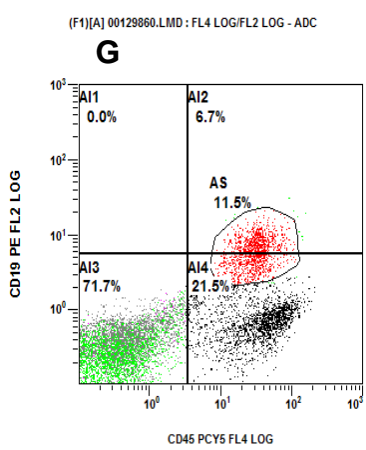 (F1)[A] 00129860.LMD : FL4 LOG/FL2 LOG - ADC
G
10³
AI1
0.0%
AI2
6.7%
10²
AS
11.5%
10¹
AI3
71.7%
AI4
21.5%
10⁰
CD19 PE FL2 LOG
10⁰ 10¹ 10² 10³
CD45 PCY5 FL4 LOG